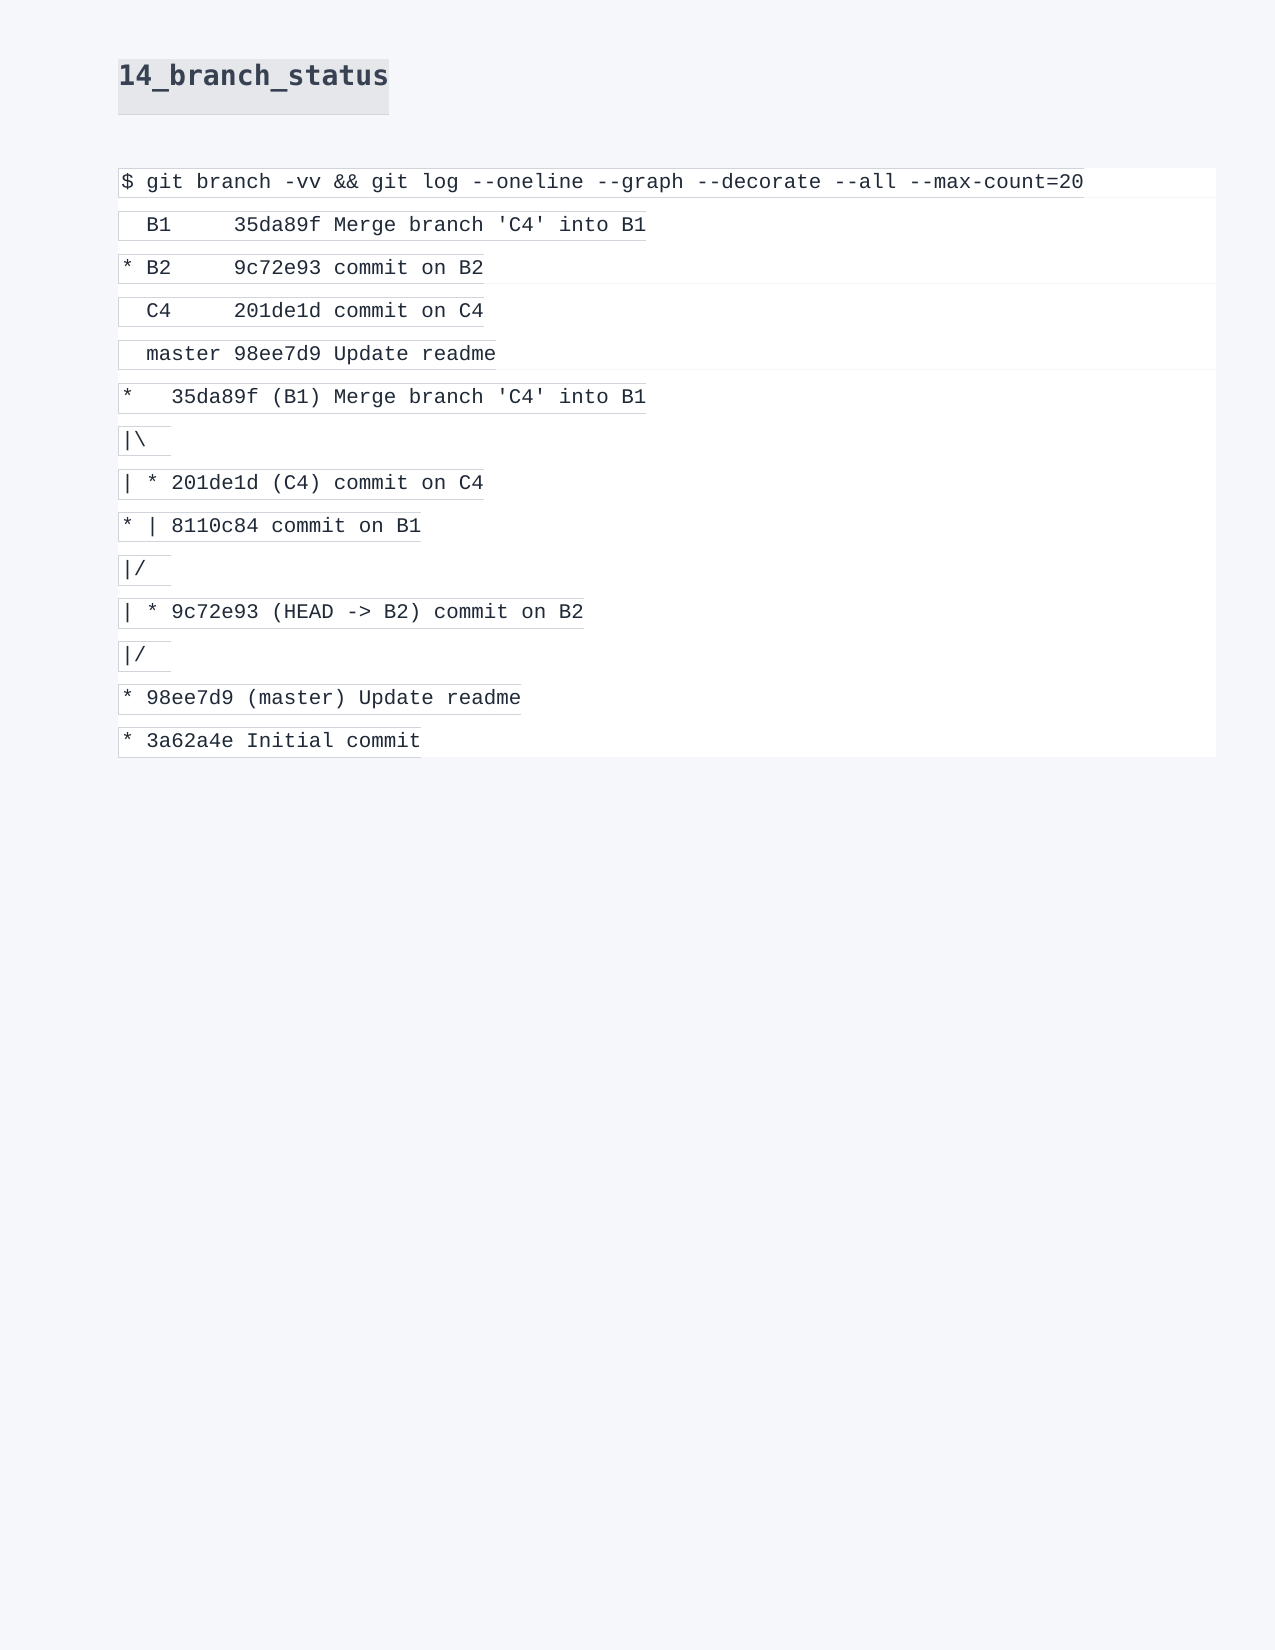 14_branch_status
$ git branch -vv && git log --oneline --graph --decorate --all --max-count=20
  B1     35da89f Merge branch 'C4' into B1
* B2     9c72e93 commit on B2
  C4     201de1d commit on C4
  master 98ee7d9 Update readme
*   35da89f (B1) Merge branch 'C4' into B1
|\
| * 201de1d (C4) commit on C4
* | 8110c84 commit on B1
|/
| * 9c72e93 (HEAD -> B2) commit on B2
|/
* 98ee7d9 (master) Update readme
* 3a62a4e Initial commit